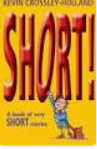 KEVIN CROSSLEY-HOLLAND
SHORT!
A book of very
SHORT stories